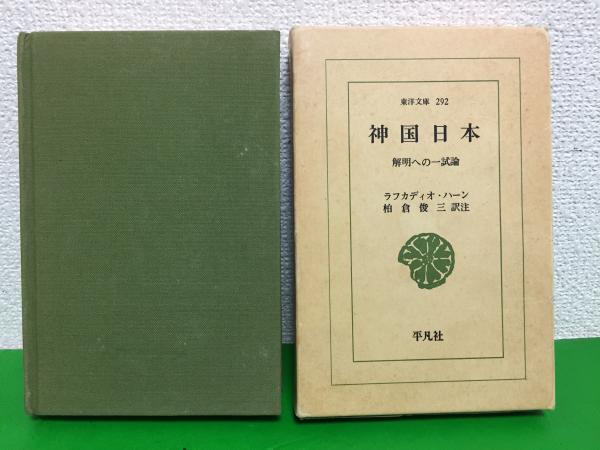 東洋文庫 292
神国日本
解明への一試論
ラフカディオ・ハーン
柏倉俊三訳注
平凡社